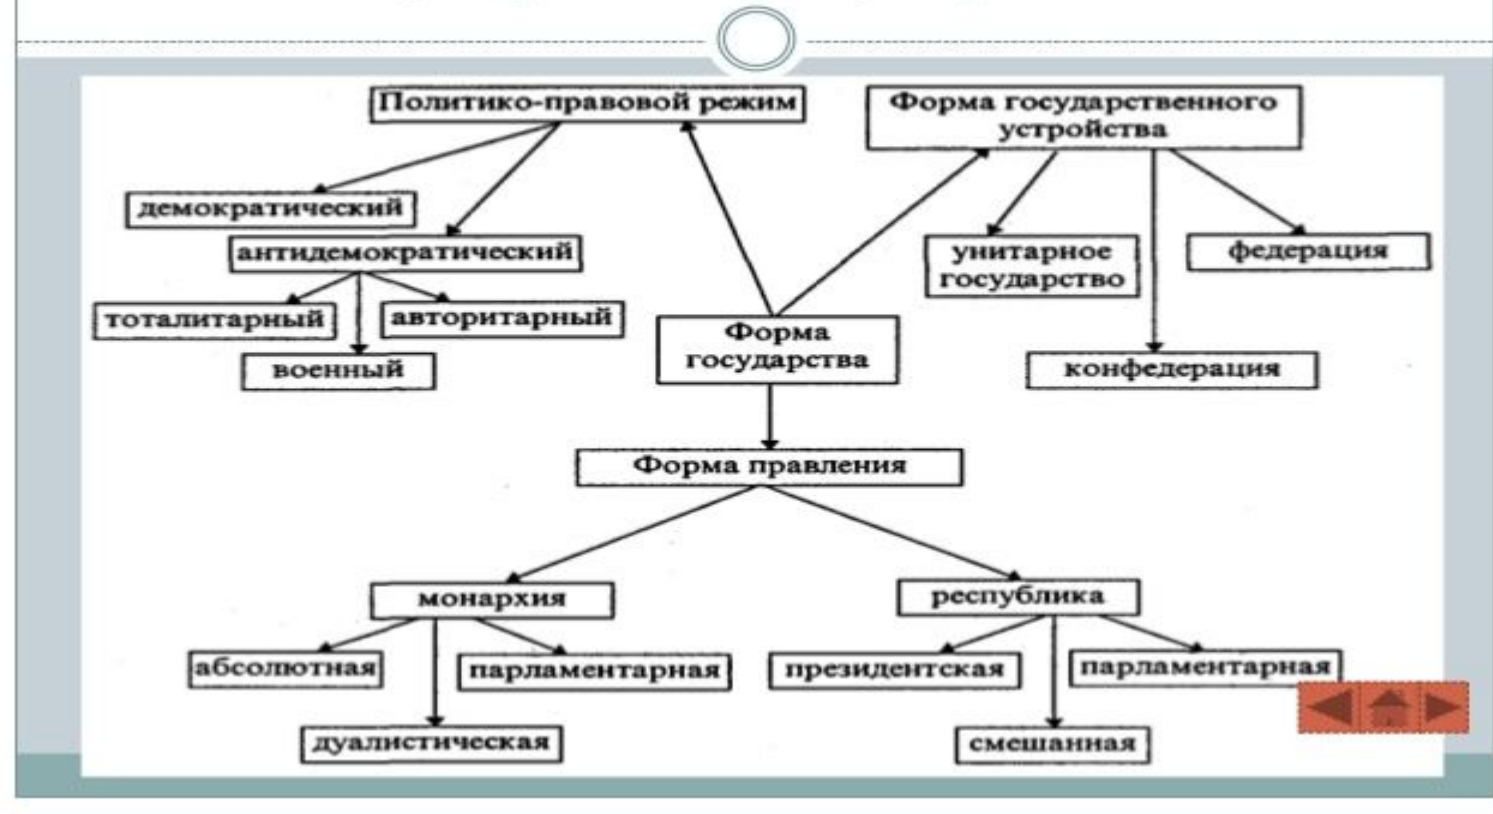 Политико-правовой режим
Форма государственного
устройства
демократический
антидемократический
унитарное
государство
федерация
тоталитарный
авторитарный
военный
Форма
государства
конфедерация
Форма правления
монархия
республика
абсолютная
парламентарная
президентская
парламентарная
дуалистическая
смешанная